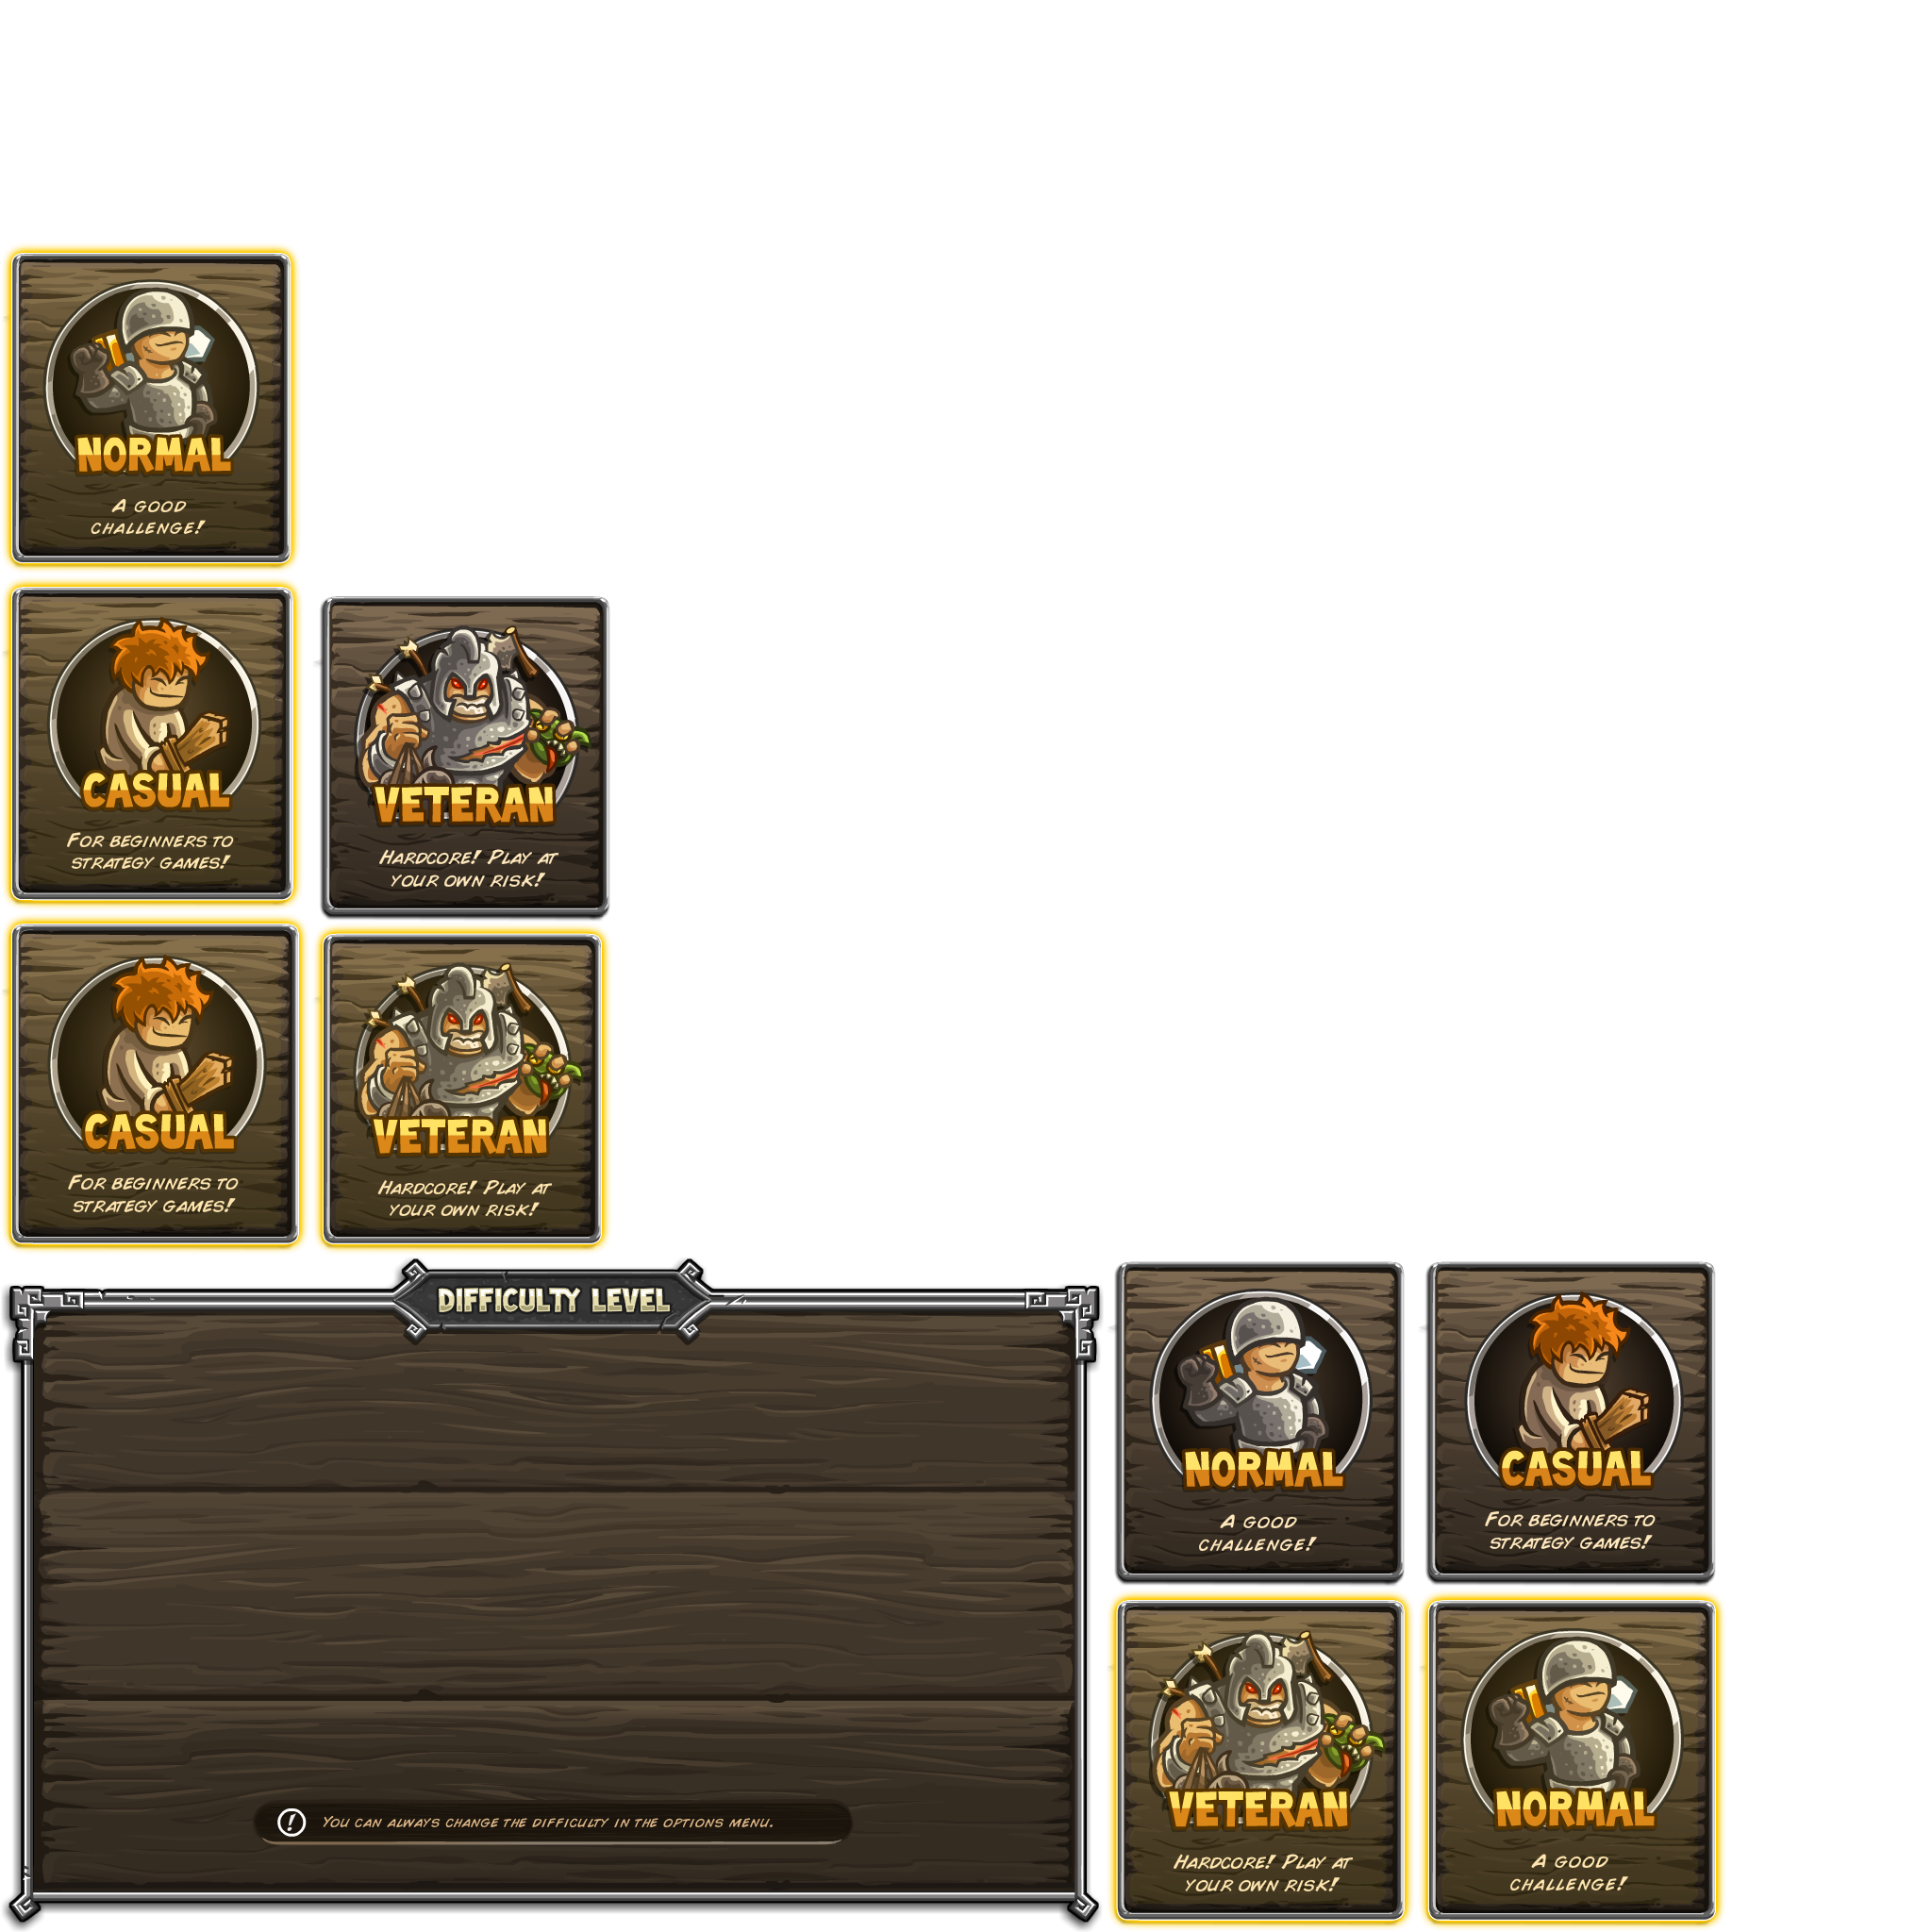 NORMAL
A GOOD
CHALLENGE!
CASUAL
FOR BEGINNERS TO
STRATEGY GAMES!
VETERAN
HARDCORE! PLAY AT
YOUR OWN RISK!
CASUAL
FOR BEGINNERS TO
STRATEGY GAMES!
VETERAN
HARDCORE! PLAY AT
YOUR OWN RISK!
DIFFICULTY LEVEL
YOU CAN ALWAYS CHANGE THE DIFFICULTY IN THE OPTIONS MENU.
NORMAL
A GOOD
CHALLENGE!
CASUAL
FOR BEGINNERS TO
STRATEGY GAMES!
VETERAN
HARDCORE! PLAY AT
YOUR OWN RISK!
NORMAL
A GOOD
CHALLENGE!